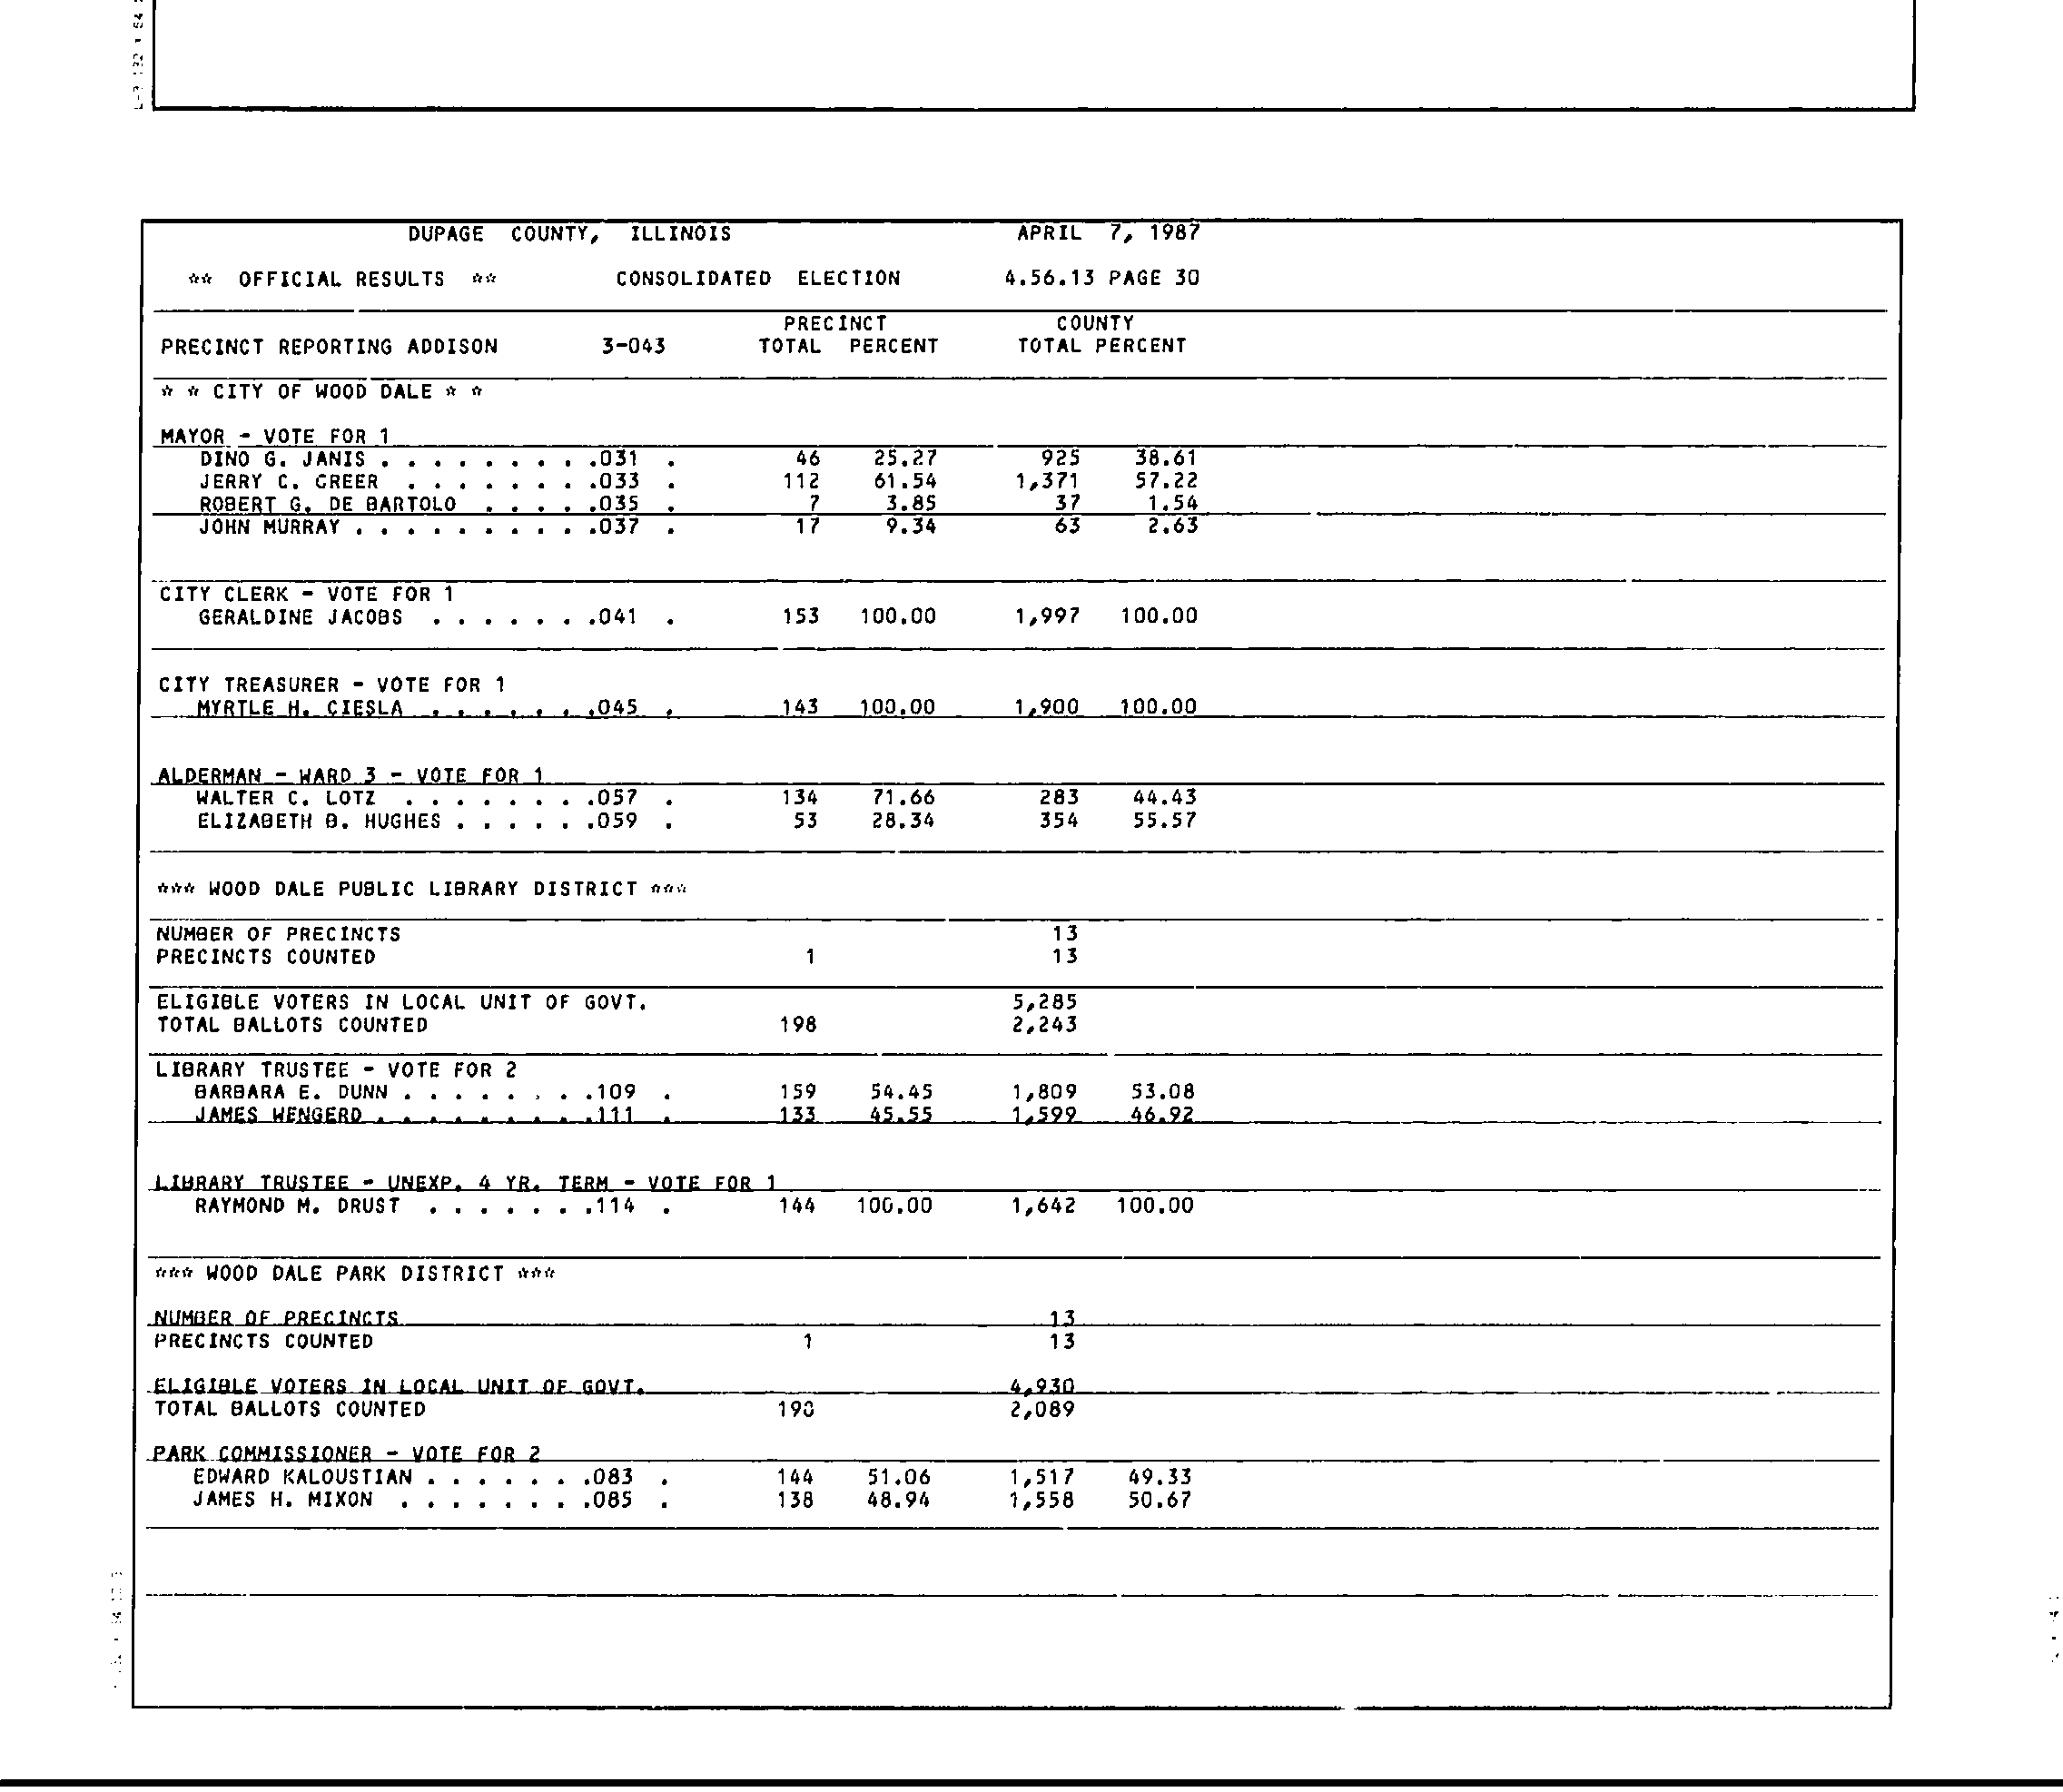 DUPAGE COUNTY, ILLINOIS APRIL 7, 1987
** OFFICIAL RESULTS ** CONSOLIDATED ELECTION 4.56.13 PAGE 30
PRECINCT COUNTY
PRECINCT REPORTING ADDISON 3-043 TOTAL PERCENT TOTAL PERCENT
* * CITY OF WOOD DALE * *
MAYOR - VOTE FOR 1
DINO G. JANIS . . . . . . . . .031 . 46 25.27 925 38.61
JERRY C. GREER . . . . . . . .033 . 112 61.54 1,371 57.22
ROBERT G. DE BARTOLO . . . . .035 . 7 3.85 37 1.54
JOHN MURRAY . . . . . . . . . .037 . 17 9.34 63 2.63
CITY CLERK - VOTE FOR 1
GERALDINE JACOBS . . . . . . .041 . 153 100.00 1,997 100.00
CITY TREASURER - VOTE FOR 1
MYRTLE H. CIESLA . . . . . . .045 . 143 100.00 1,900 100.00
ALDERMAN - WARD 3 - VOTE FOR 1
WALTER C. LOTZ . . . . . . . .057 . 134 71.66 283 44.43
ELIZABETH B. HUGHES . . . . . .059 . 53 28.34 354 55.57
*** WOOD DALE PUBLIC LIBRARY DISTRICT ***
NUMBER OF PRECINCTS 13
PRECINCTS COUNTED 1 13
ELIGIBLE VOTERS IN LOCAL UNIT OF GOVT. 5,285
TOTAL BALLOTS COUNTED 198 2,243
LIBRARY TRUSTEE - VOTE FOR 2
BARBARA E. DUNN . . . . . . . .109 . 159 54.45 1,809 53.08
JAMES WENGERD . . . . . . . . .111 . 133 45.55 1,599 46.92
LIBRARY TRUSTEE - UNEXP. 4 YR. TERM - VOTE FOR 1
RAYMOND M. DRUST . . . . . . .114 . 144 100.00 1,642 100.00
*** WOOD DALE PARK DISTRICT ***
NUMBER OF PRECINCTS 13
PRECINCTS COUNTED 1 13
ELIGIBLE VOTERS IN LOCAL UNIT OF GOVT. 4,930
TOTAL BALLOTS COUNTED 2,089
PARK COMMISSIONER - VOTE FOR 2
EDWARD KALOUSTIAN . . . . . . .083 . 144 51.06 1,517 49.33
JAMES H. MIXON . . . . . . . .085 . 138 48.94 1,558 50.67